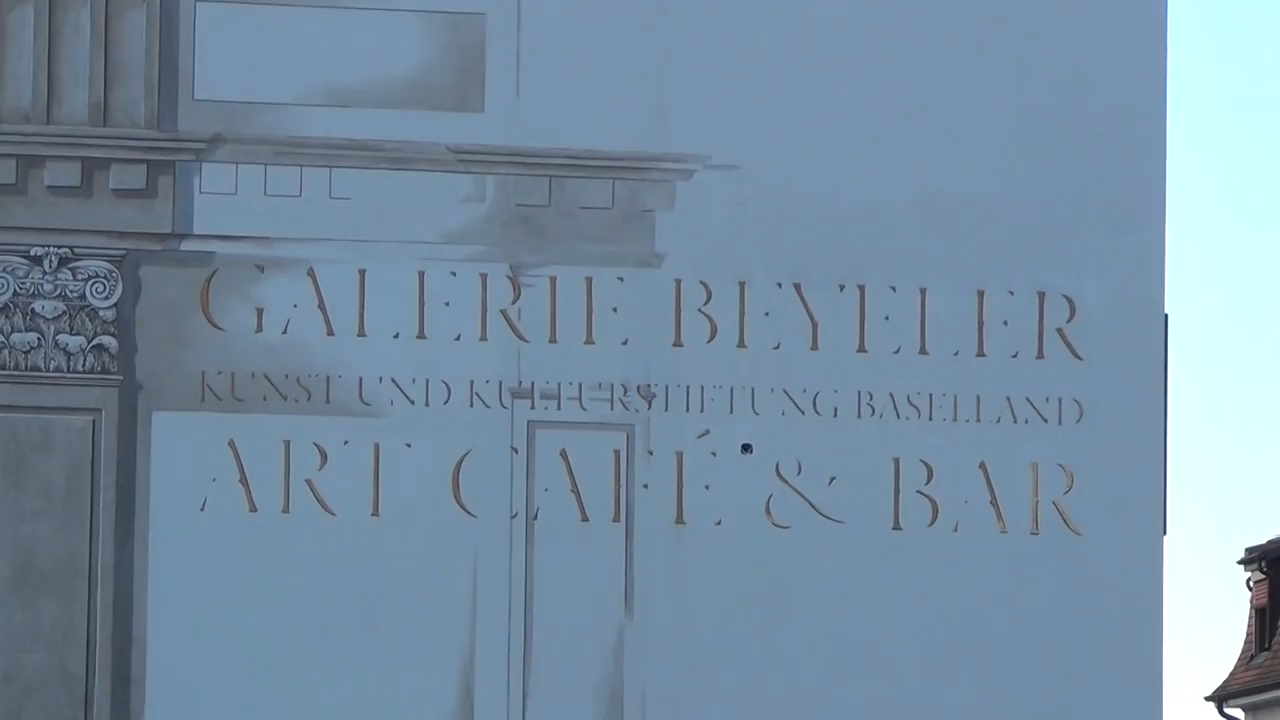 GALERIE BEYELER
KUNST UND KULTURSTIFTUNG BASELLAND
ART CAFÉ & BAR